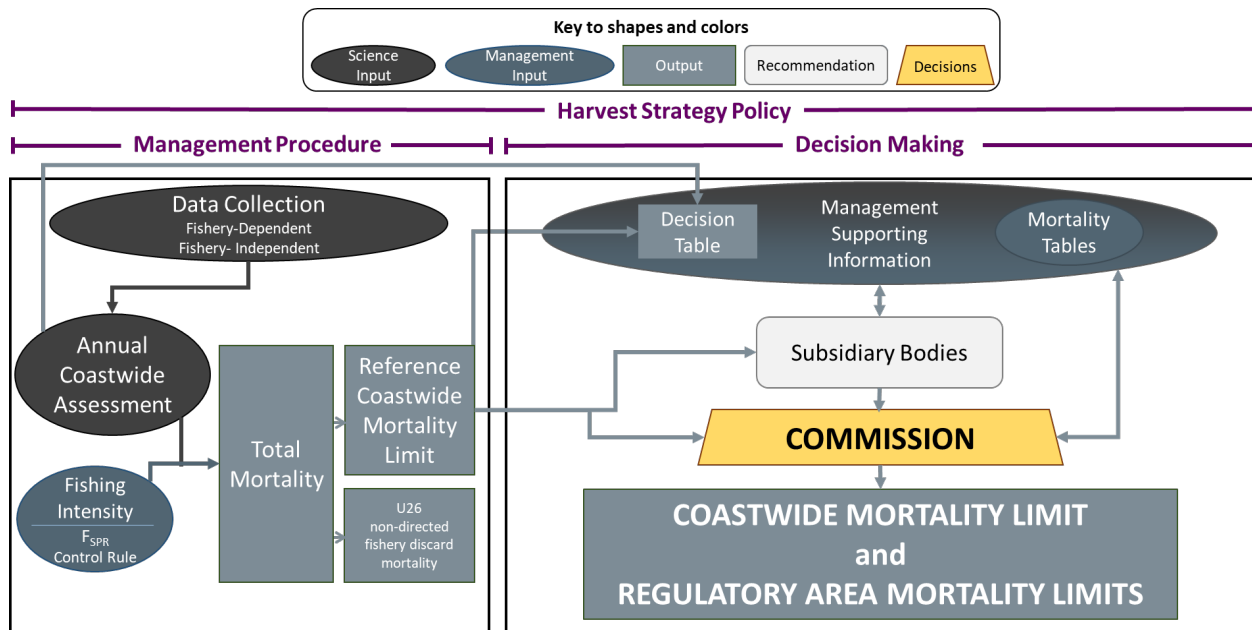 Key to shapes and colors
Science
Input
Management
Input
Output
Recommendation
Decisions
Harvest Strategy Policy
Management Procedure
Decision Making
Data Collection
Fishery-Dependent
Fishery- Independent
Annual
Coastwide
Assessment
Fishing
Intensity
FSPR
Control Rule
Total
Mortality
Reference
Coastwide
Mortality
Limit
U26
non-directed
fishery discard
mortality
Decision
Table
Management
Supporting
Information
Mortality
Tables
Subsidiary Bodies
COMMISSION
COASTWIDE MORTALITY LIMIT
and
REGULATORY AREA MORTALITY LIMITS